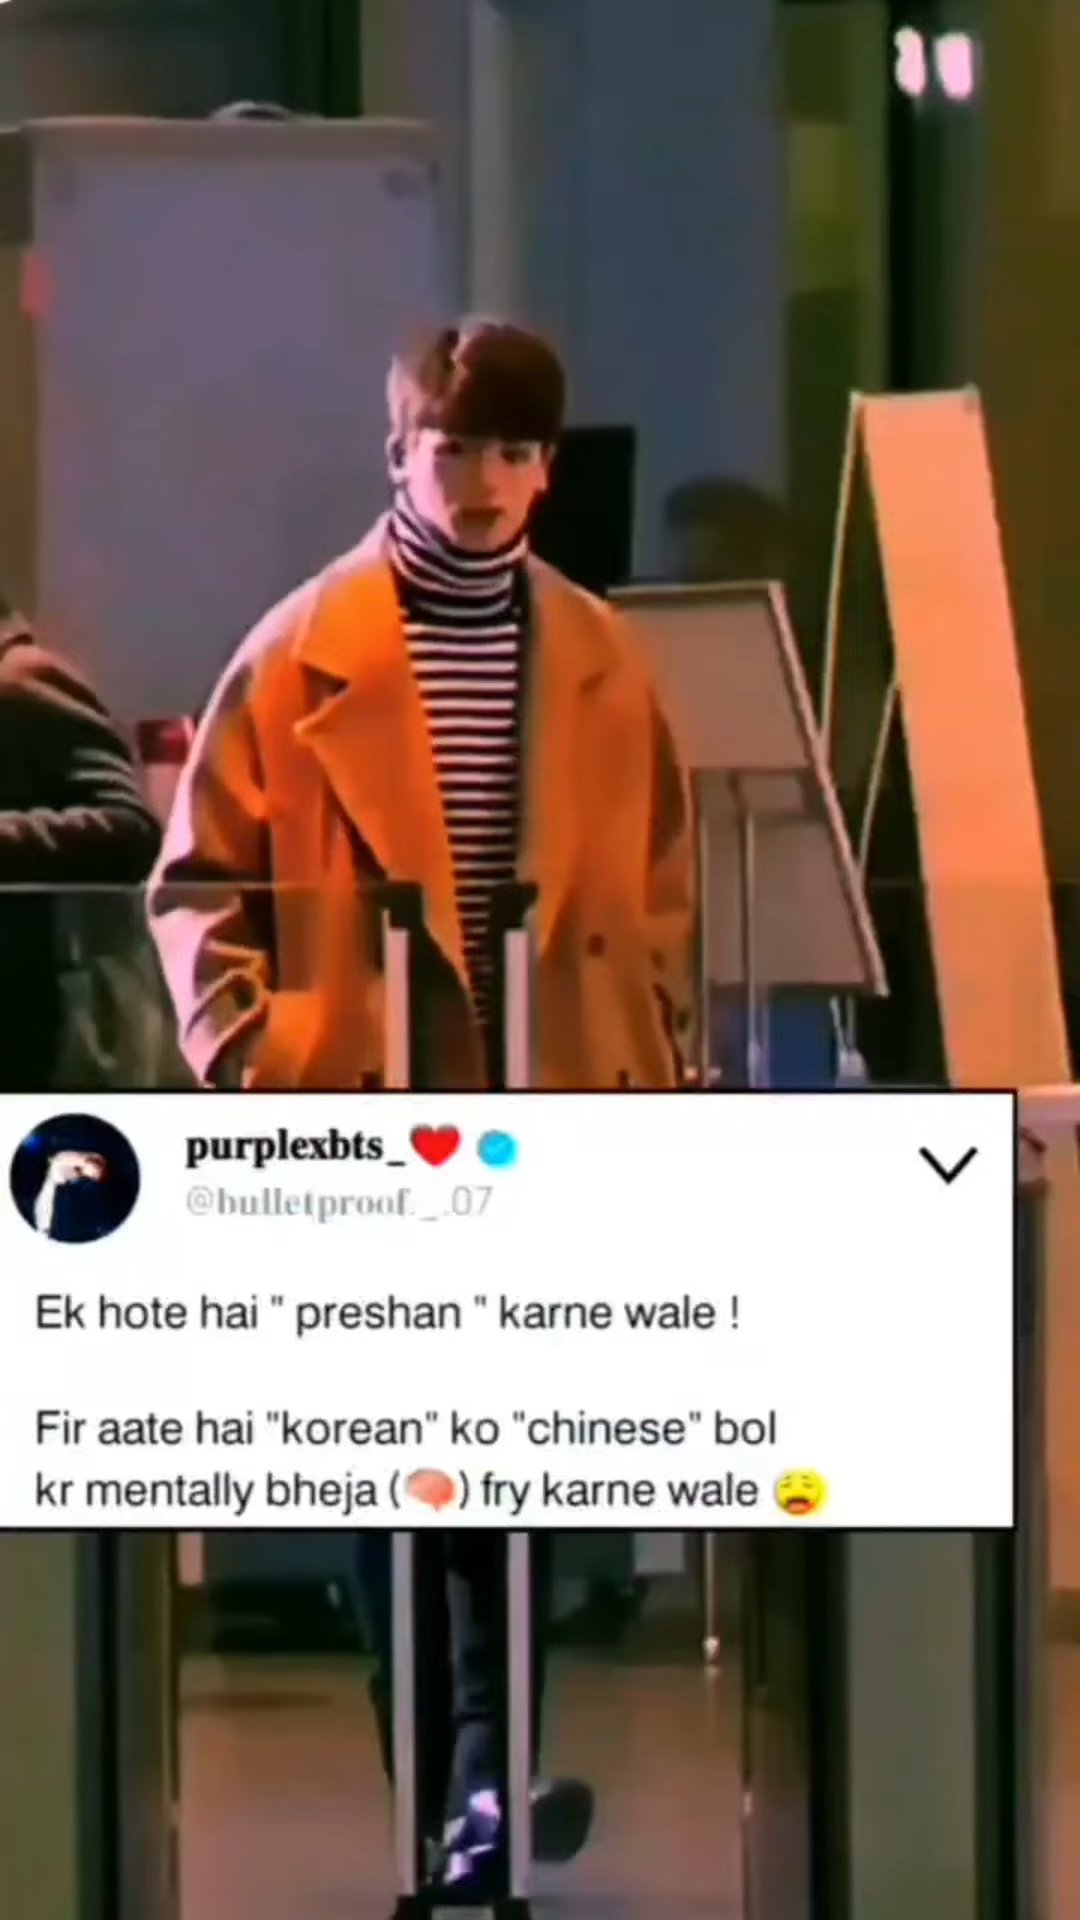 purplexbts_❤️
@bulletproof._.07
Ek hote hai " preshan " karne wale !
Fir aate hai "korean" ko "chinese" bol
kr mentally bheja (🧠) fry karne wale 😩